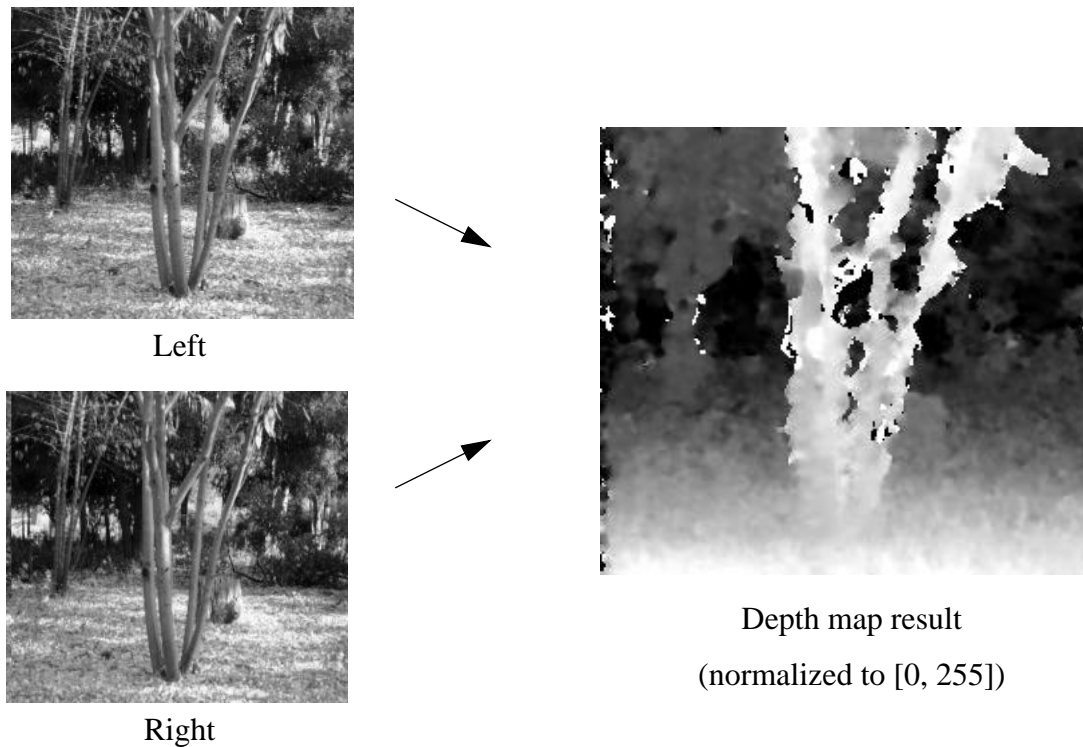 Left
Right
Depth map result
(normalized to [0, 255])